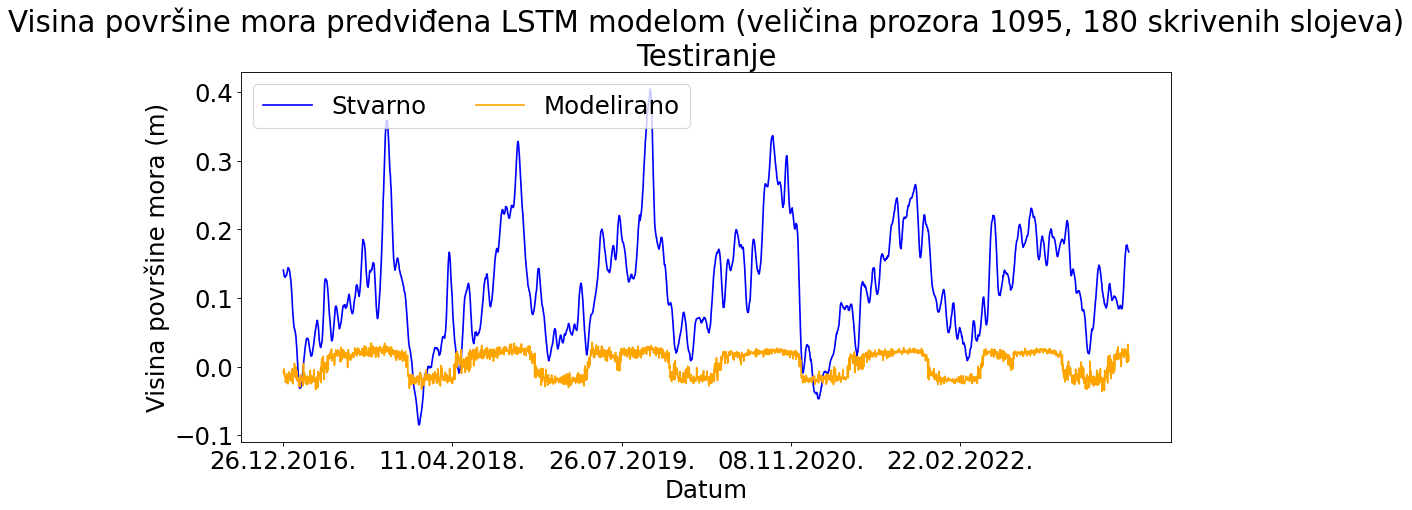 Visina površine mora predviđena LSTM modelom (veličina prozora 1095, 180 skrivenih slojeva)
Testiranje
Stvarno
Modelirano
Visina površine mora (m)
0.4
0.3
0.2
0.1
0.0
−0.1
26.12.2016.
11.04.2018.
26.07.2019.
08.11.2020.
22.02.2022.
Datum